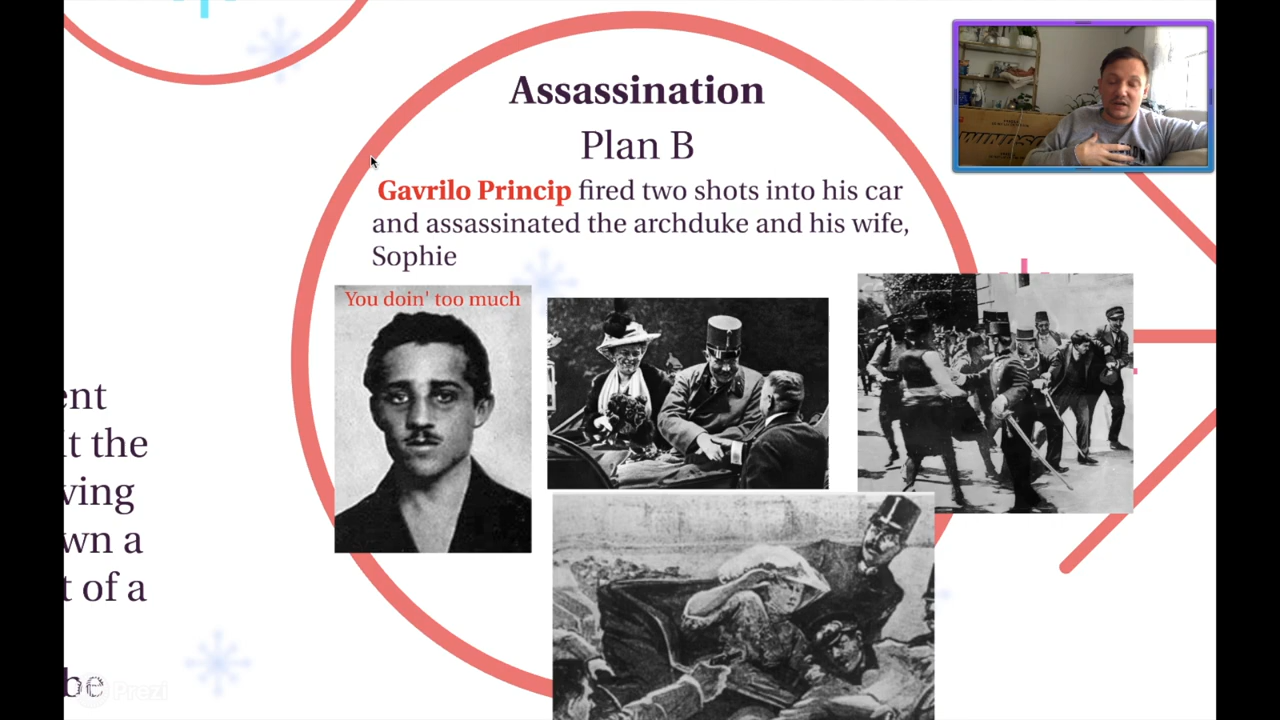 Assassination
Plan B
Gavrilo Princip fired two shots into his car
and assassinated the archduke and his wife,
Sophie
You doin' too much
ent
it the
ving
wn a
t of a
be
Prezi